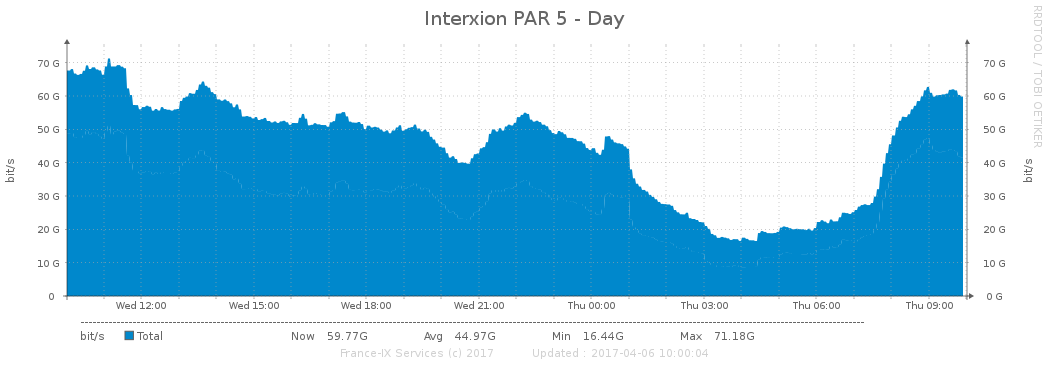 Interxion PAR 5 - Day
RRDTOOL / TOBI OETIKER
bit/s
70 G
60 G
50 G
40 G
30 G
20 G
10 G
0
70 G
60 G
50 G
40 G
30 G
20 G
10 G
0 G
bit/s
Wed 12:00 Wed 15:00 Wed 18:00 Wed 21:00 Thu 00:00 Thu 03:00 Thu 06:00 Thu 09:00
bit/s Total Now 59.77G Avg 44.97G Min 16.44G Max 71.18G
France-IX Services (c) 2017 Updated : 2017-04-06 10:00:04